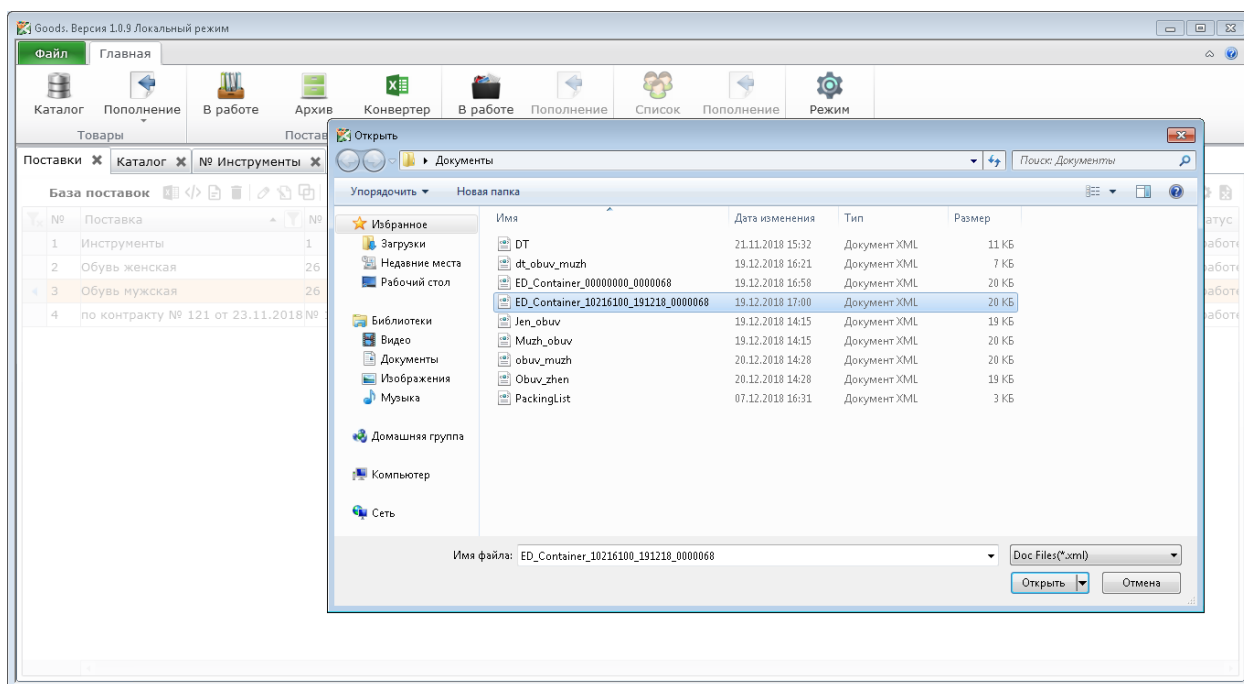 Goods. Версия 1.0.9 Локальный режим
Файл Главная
Каталог Пополнение В работе Архив Конвертер В работе Пополнение Список Пополнение Режим
Товары Постав
Поставки Каталог № Инструменты
База поставок
№ Поставка № атус
1 Инструменты 1 работе
2 Обувь женская 26 работе
3 Обувь мужская 26 работе
4 по контракту № 121 от 23.11.2018 № работе
Открыть
Документы Поиск: Документы
Упорядочить Новая папка
Избранное
Загрузки
Недавние места
Рабочий стол
Библиотеки
Видео
Документы
Изображения
Музыка
Домашняя группа
Компьютер
Сеть
Имя Дата изменения Тип Размер
DT 21.11.2018 15:32 Документ XML 11 КБ
dt_obuv_muzh 19.12.2018 16:21 Документ XML 7 КБ
ED_Container_00000000_0000068 19.12.2018 16:58 Документ XML 20 КБ
ED_Container_10216100_191218_0000068 19.12.2018 17:00 Документ XML 20 КБ
Jen_obuv 19.12.2018 14:15 Документ XML 19 КБ
Muzh_obuv 19.12.2018 14:15 Документ XML 20 КБ
obuv_muzh 20.12.2018 14:28 Документ XML 20 КБ
Obuv_zhen 20.12.2018 14:28 Документ XML 19 КБ
PackingList 07.12.2018 16:31 Документ XML 3 КБ
Имя файла: ED_Container_10216100_191218_0000068 Doc Files(*.xml)
Открыть Отмена